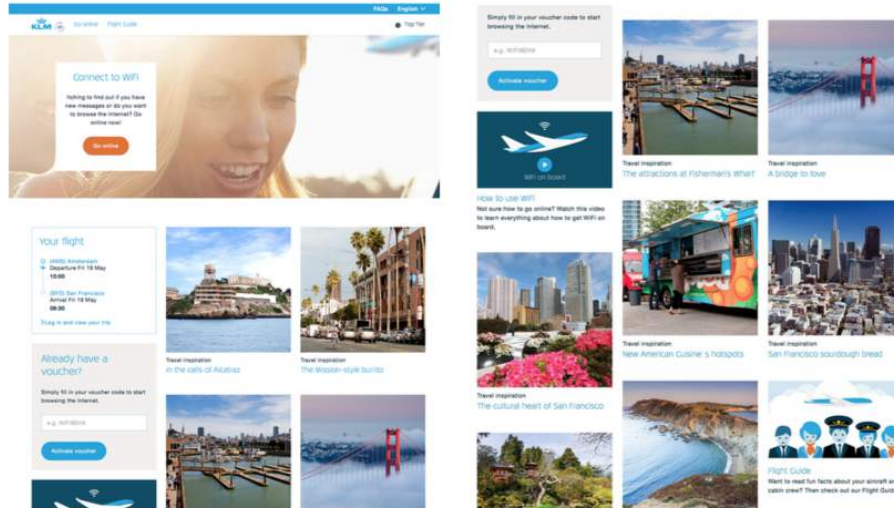 FAQs English
KLM Go online Flight Guide Top Tier
Connect to WiFi
Nothing to find out if you have
new messages or do you want
to browse the internet? Go
online now!
Go online
Your flight
(AMS) Amsterdam
Departure Fri 19 May
10:00
(SFO) San Francisco
Arrival Fri 19 May
Log in and view your trip
Already have a
voucher?
Simply fill in your voucher code to start
browsing the internet.
Activate voucher
Travel inspiration
In the cells of Alcatraz
Travel inspiration
The Mission-style burrito
Simply fill in your voucher code to start
browsing the internet.
Activate voucher
WiFi on board
How to use WiFi
Not sure how to go online? Watch this video
to learn everything about how to get WiFi on
board.
Travel inspiration
The cultural heart of San Francisco
Travel inspiration
The attractions at Fisherman's Wharf
Travel inspiration
A bridge to love
Travel inspiration
New American Cuisine's hotspots
Travel inspiration
San Francisco sourdough bread
Flight Guide
Want to read fun facts about your aircraft an
cabin crew? Then check out our Flight Guid